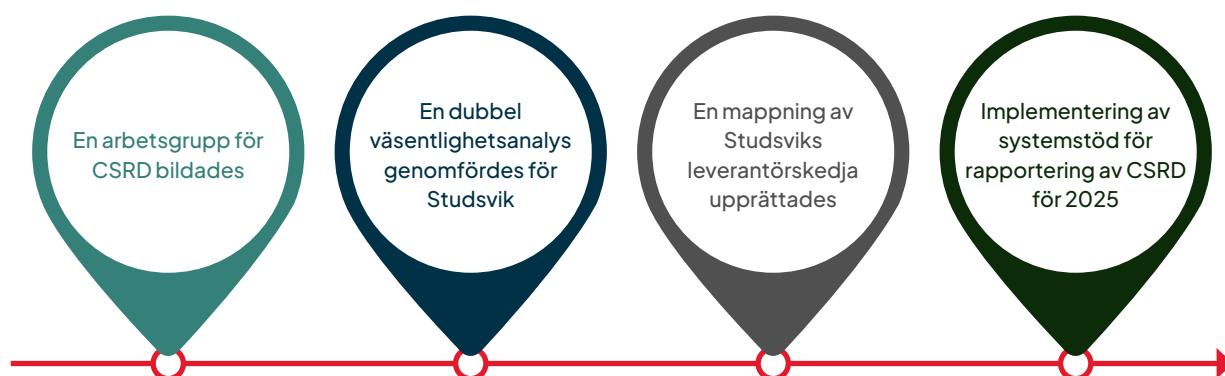 En arbetsgrupp för
CSRD bildades
En dubbel
väsentlighetsanalys
genomfördes för
Studsvik
En mappning av
Studsviks
leverantörskedja
upprättades
Implementering av
systemstöd för
rapportering av CSRD
för 2025